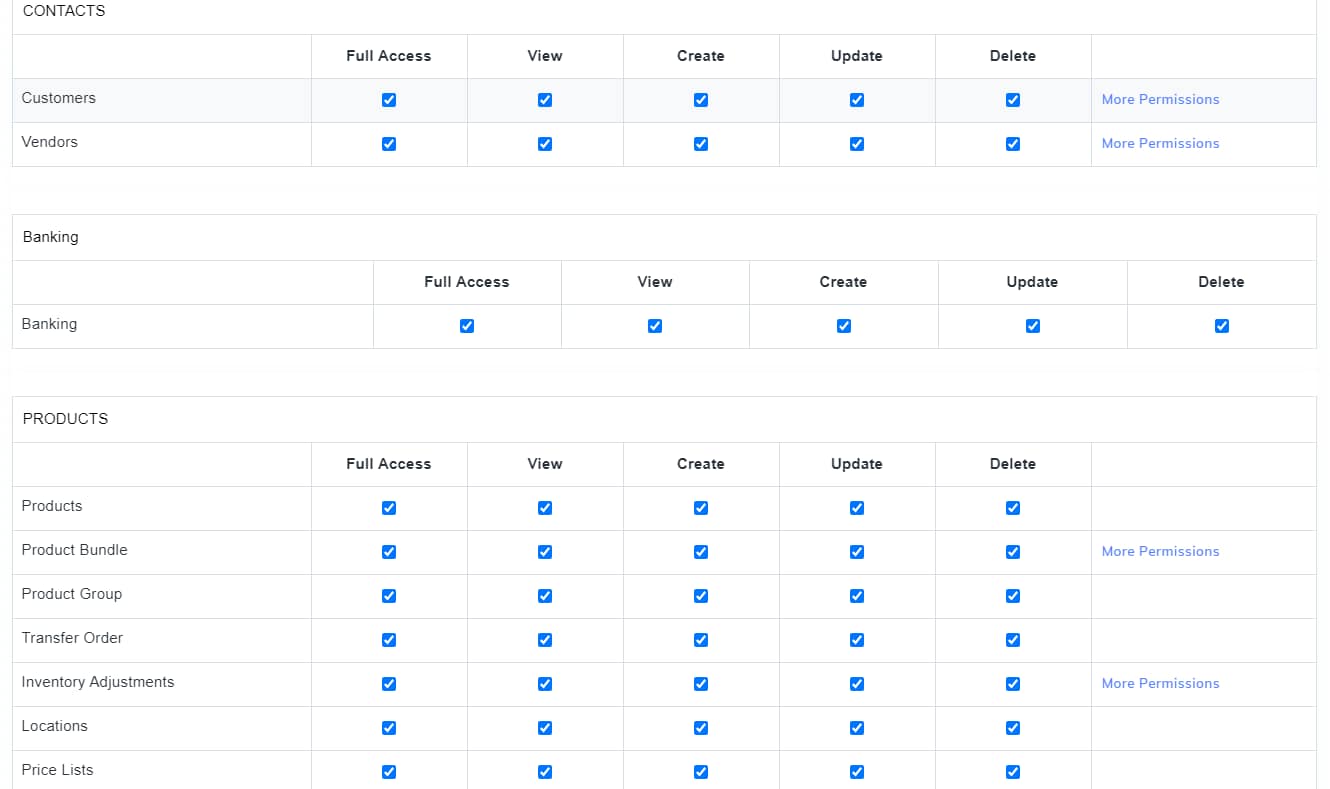 CONTACTS
Full Access View Create Update Delete
Customers More Permissions
Vendors More Permissions
Banking
Full Access View Create Update Delete
Banking
PRODUCTS
Full Access View Create Update Delete
Products
Product Bundle More Permissions
Product Group
Transfer Order
Inventory Adjustments More Permissions
Locations
Price Lists